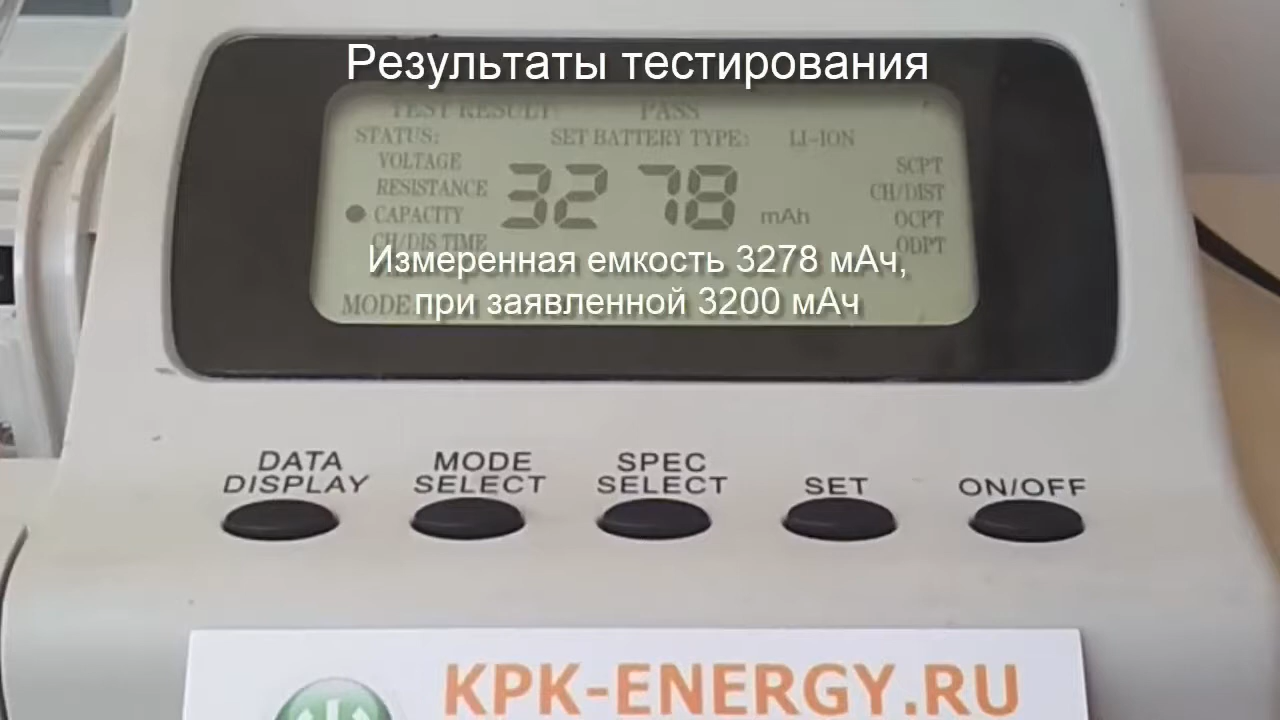 Результаты тестирования
TEST RESULT: PASS
STATUS: SET BATTERY TYPE: LI-ION
VOLTAGE SCPT
RESISTANCE 3278 mAh CH/DIST
CAPACITY OCPT
CH/DIS TIME ODPT
Измеренная емкость 3278 мАч,
при заявленной 3200 мАч
MODE
DATA DISPLAY
MODE SELECT
SPEC SELECT
SET
ON/OFF
KPK-ENERGY.RU